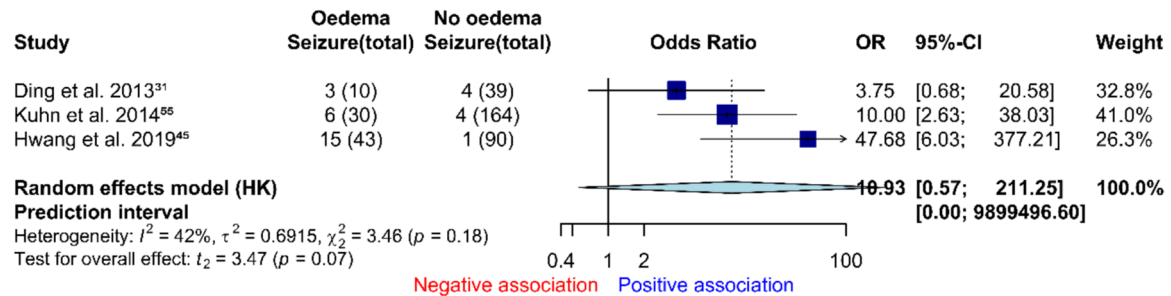 Oedema No oedema
Study Seizure(total) Seizure(total) Odds Ratio OR 95%-CI Weight
Ding et al. 2013³¹ 3 (10) 4 (39) 3.75 [0.68; 20.58] 32.8%
Kuhn et al. 2014⁵⁵ 6 (30) 4 (164) 10.00 [2.63; 38.03] 41.0%
Hwang et al. 2019⁴⁵ 15 (43) 1 (90) 47.68 [6.03; 377.21] 26.3%
Random effects model (HK) 10.93 [0.57; 211.25] 100.0%
Prediction interval [0.00; 9899496.60]
Heterogeneity: I² = 42%, τ² = 0.6915, χ²₂ = 3.46 (p = 0.18)
Test for overall effect: t₂ = 3.47 (p = 0.07)
0.4 1 2 100
Negative association Positive association